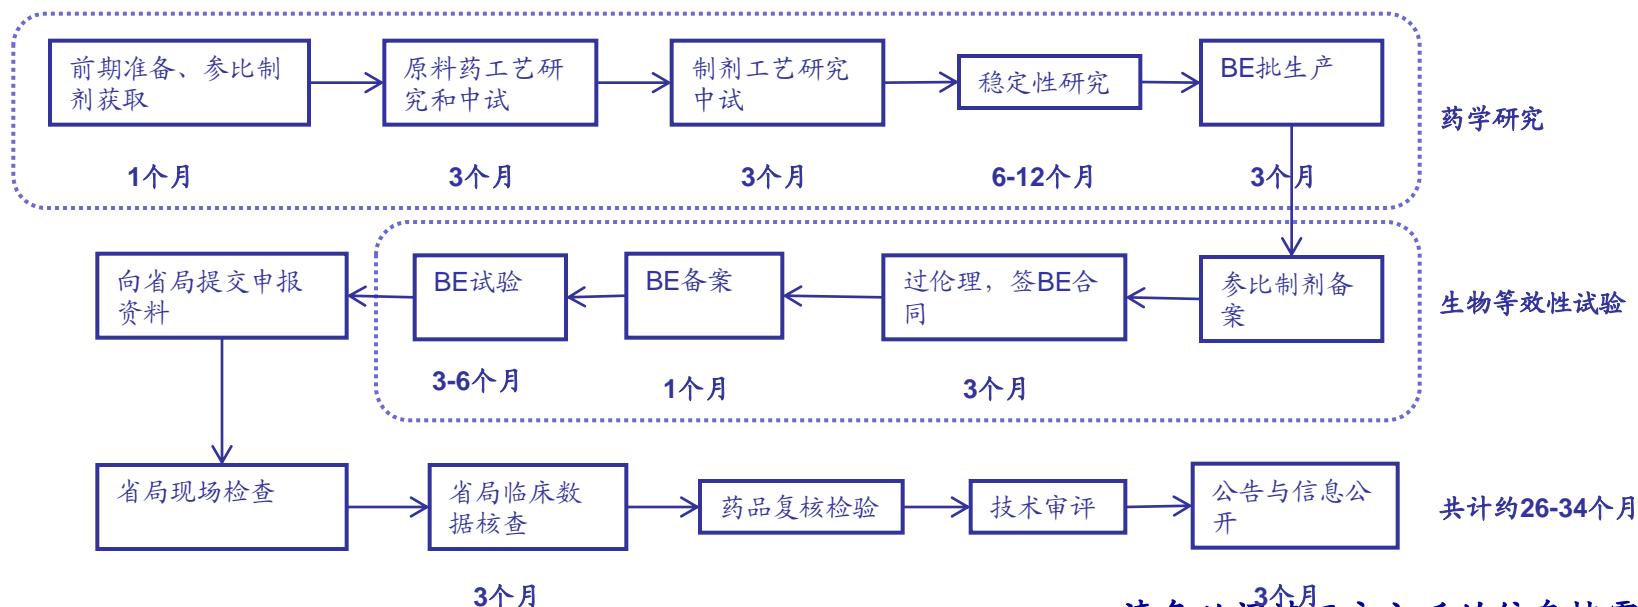 前期准备、参比制
剂获取
原料药工艺研
究和中试
制剂工艺研究
中试
稳定性研究
BE批生产
药学研究
1个月
3个月
3个月
6-12个月
3个月
向省局提交申报
资料
BE试验
BE备案
过伦理，签BE合
同
参比制剂备
案
生物等效性试验
3-6个月
1个月
3个月
省局现场检查
省局临床数
据核查
药品复核检验
技术审评
公告与信息公
开
共计约26-34个月
3个月
3个月